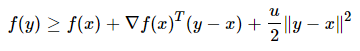 f(y) ≥ f(x) + ∇f(x)ᵀ(y − x) + u/2 ‖y − x‖²